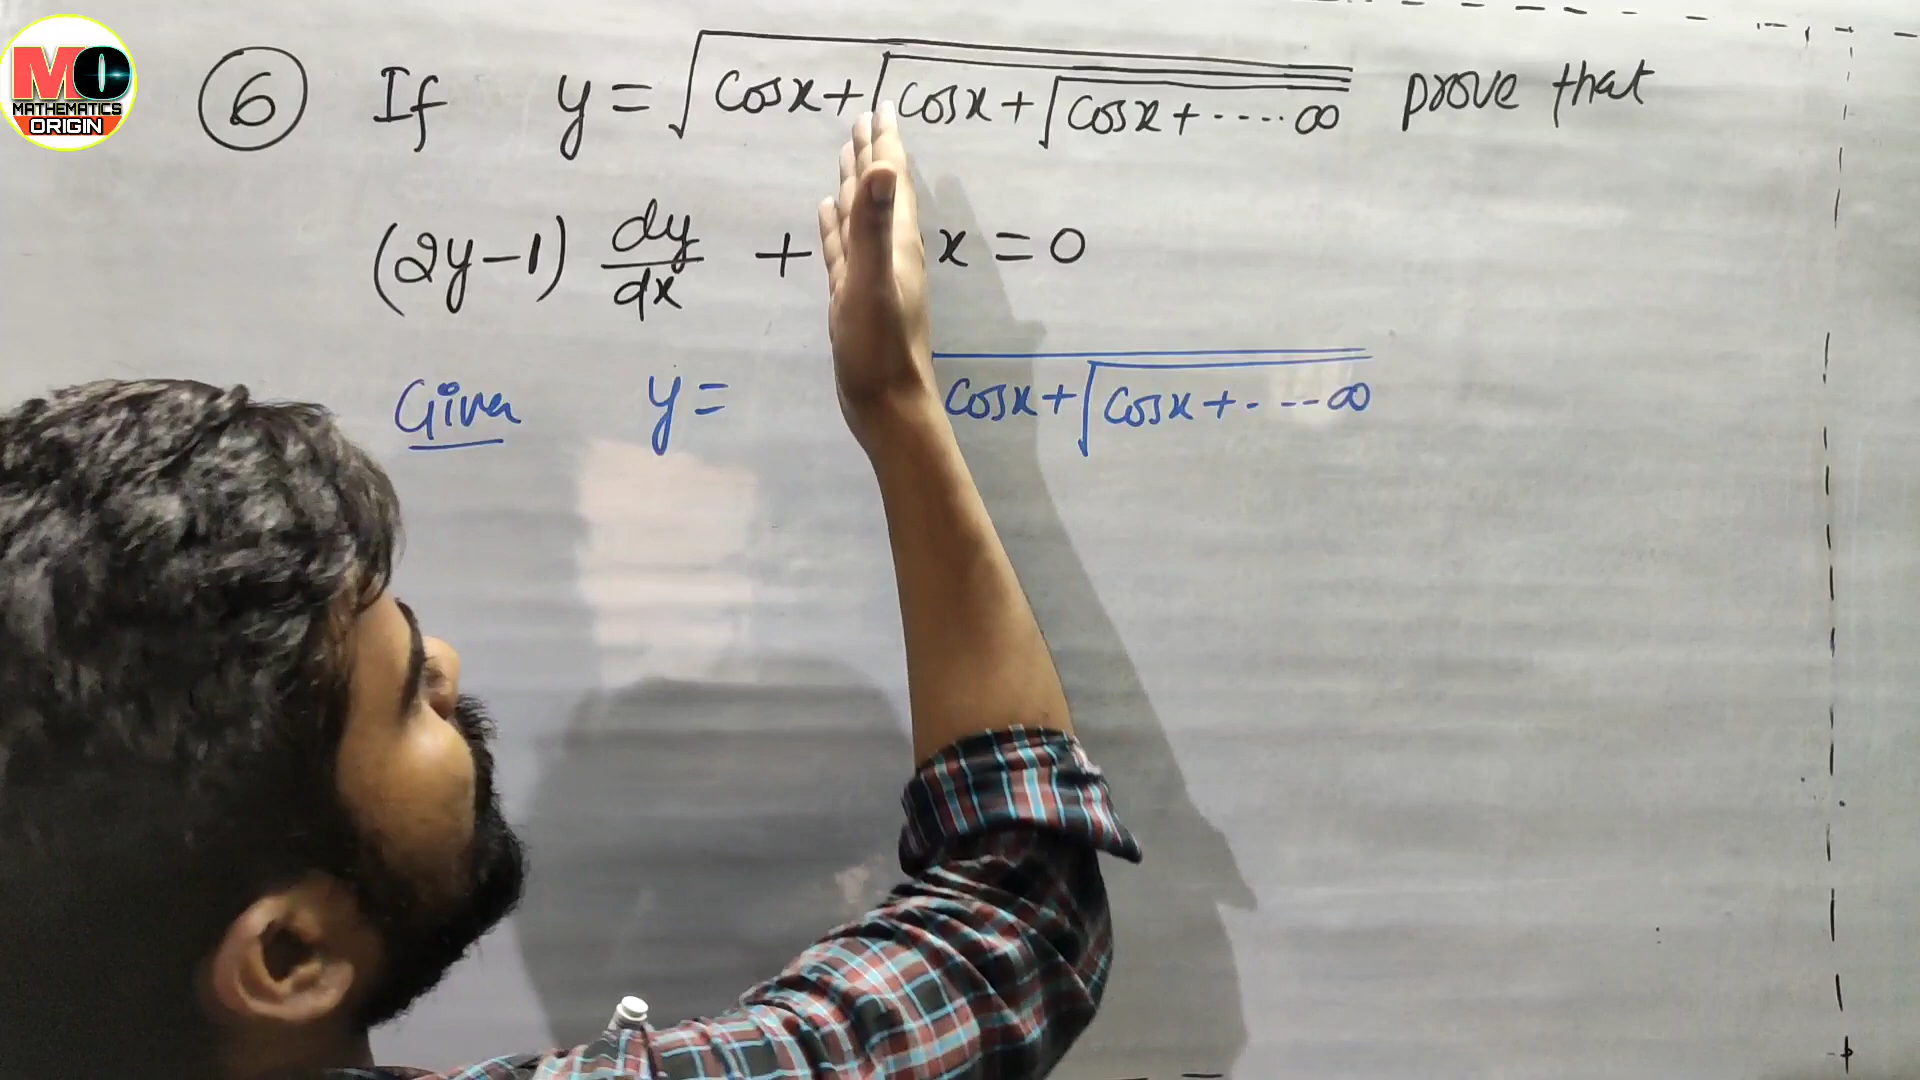 MO
MATHEMATICS
ORIGIN
6 If y = √cosx + √cosx + √cosx + ..... ∞ prove that
(2y-1) dy/dx + x = 0
Given y = cosx + √cosx + - - - ∞